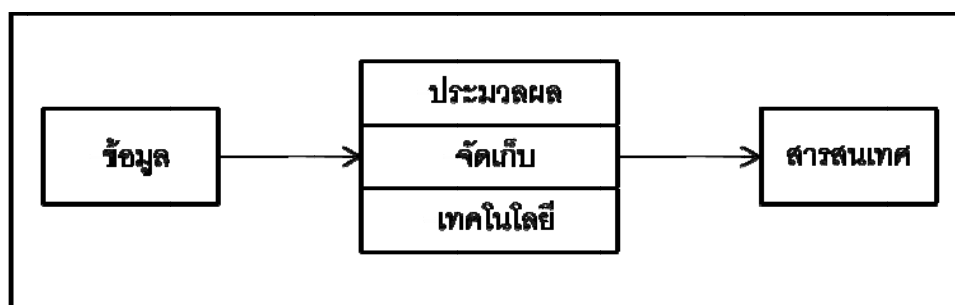 ข้อมูล
ประมวลผล
จัดเก็บ
เทคโนโลยี
สารสนเทศ